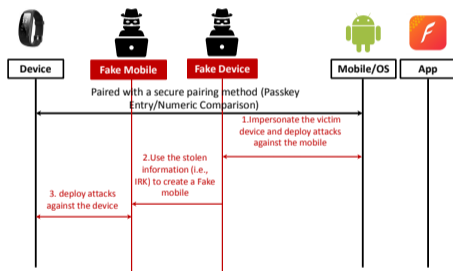 Device
Fake Mobile
Fake Device
Mobile/OS
App
Paired with a secure pairing method (Passkey
Entry/Numeric Comparison)
1.Impersonate the victim
device and deploy attacks
against the mobile
2.Use the stolen
information (i.e.,
IRK) to create a Fake
mobile
3. deploy attacks
against the device